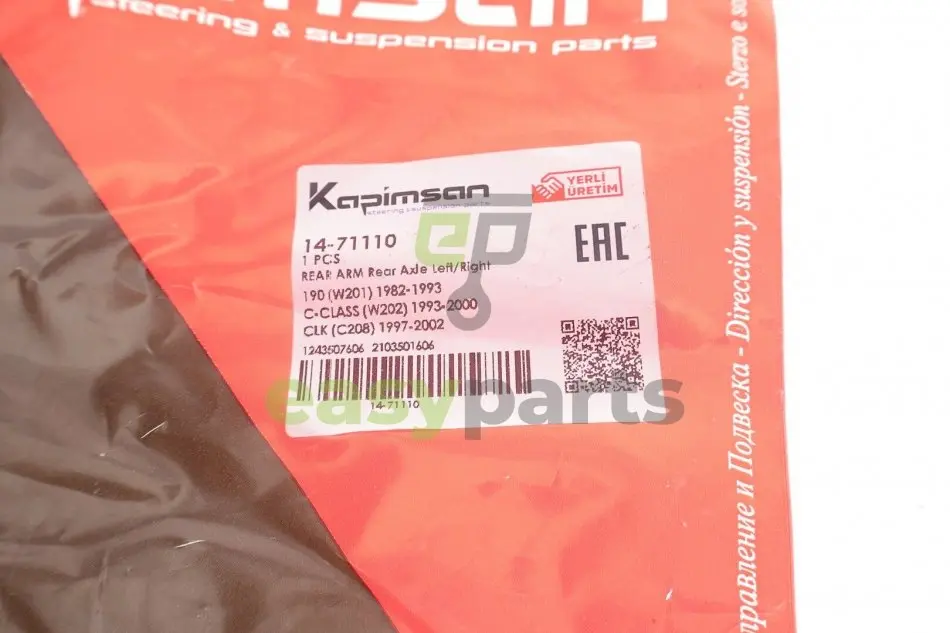 steering & suspension parts
Kapimsan
steering & suspension parts
YERLİ
ÜRETİM
14-71110
1 PCS
REAR ARM Rear Axle Left/Right
EAC
190 (W201) 1982-1993
C-CLASS (W202) 1993-2000
CLK (C208) 1997-2002
1243507606 2103501606
14-71110
easyparts
правление и Подвеска - Dirección y suspensión - Sterzo e so